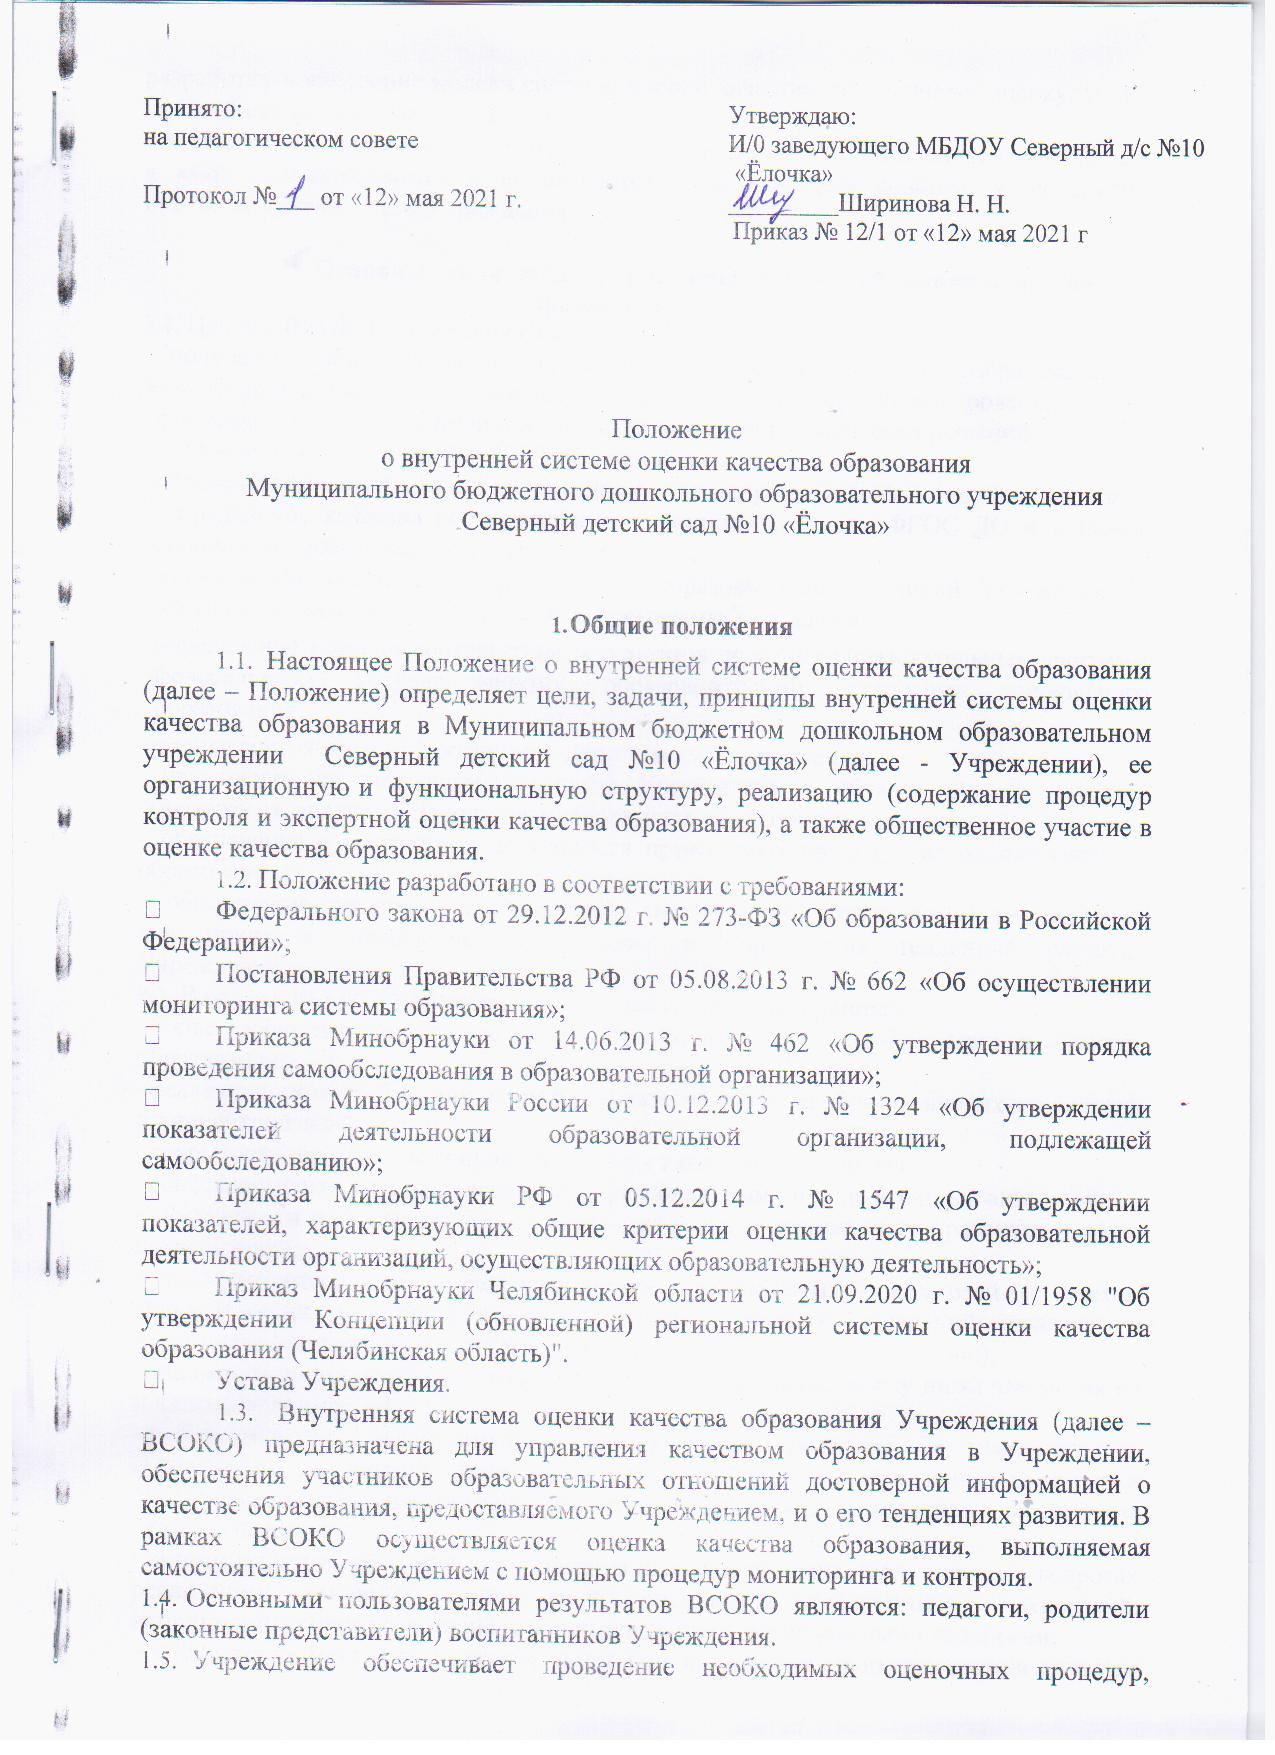 Принято:
на педагогическом совете
Протокол №_1_ от «12» мая 2021 г.
Утверждаю:
И/0 заведующего МБДОУ Северный д/с №10
«Ёлочка»
________Ширинова Н. Н.
Приказ № 12/1 от «12» мая 2021 г
Положение
о внутренней системе оценки качества образования
Муниципального бюджетного дошкольного образовательного учреждения
Северный детский сад №10 «Ёлочка»
1.Общие положения
1.1. Настоящее Положение о внутренней системе оценки качества образования
(далее – Положение) определяет цели, задачи, принципы внутренней системы оценки
качества образования в Муниципальном бюджетном дошкольном образовательном
учреждении Северный детский сад №10 «Ёлочка» (далее - Учреждении), ее
организационную и функциональную структуру, реализацию (содержание процедур
контроля и экспертной оценки качества образования), а также общественное участие в
оценке качества образования.
1.2. Положение разработано в соответствии с требованиями:
Федерального закона от 29.12.2012 г. № 273-ФЗ «Об образовании в Российской
Федерации»;
Постановления Правительства РФ от 05.08.2013 г. № 662 «Об осуществлении
мониторинга системы образования»;
Приказа Минобрнауки от 14.06.2013 г. № 462 «Об утверждении порядка
проведения самообследования в образовательной организации»;
Приказа Минобрнауки России от 10.12.2013 г. № 1324 «Об утверждении
показателей деятельности образовательной организации, подлежащей
самообследованию»;
Приказа Минобрнауки РФ от 05.12.2014 г. № 1547 «Об утверждении
показателей, характеризующих общие критерии оценки качества образовательной
деятельности организаций, осуществляющих образовательную деятельность»;
Приказ Минобрнауки Челябинской области от 21.09.2020 г. № 01/1958 "Об
утверждении Концепции (обновленной) региональной системы оценки качества
образования (Челябинская область)".
Устава Учреждения.
1.3. Внутренняя система оценки качества образования Учреждения (далее –
ВСОКО) предназначена для управления качеством образования в Учреждении,
обеспечения участников образовательных отношений достоверной информацией о
качестве образования, предоставляемого Учреждением, и о его тенденциях развития. В
рамках ВСОКО осуществляется оценка качества образования, выполняемая
самостоятельно Учреждением с помощью процедур мониторинга и контроля.
1.4. Основными пользователями результатов ВСОКО являются: педагоги, родители
(законные представители) воспитанников Учреждения.
1.5. Учреждение обеспечивает проведение необходимых оценочных процедур,